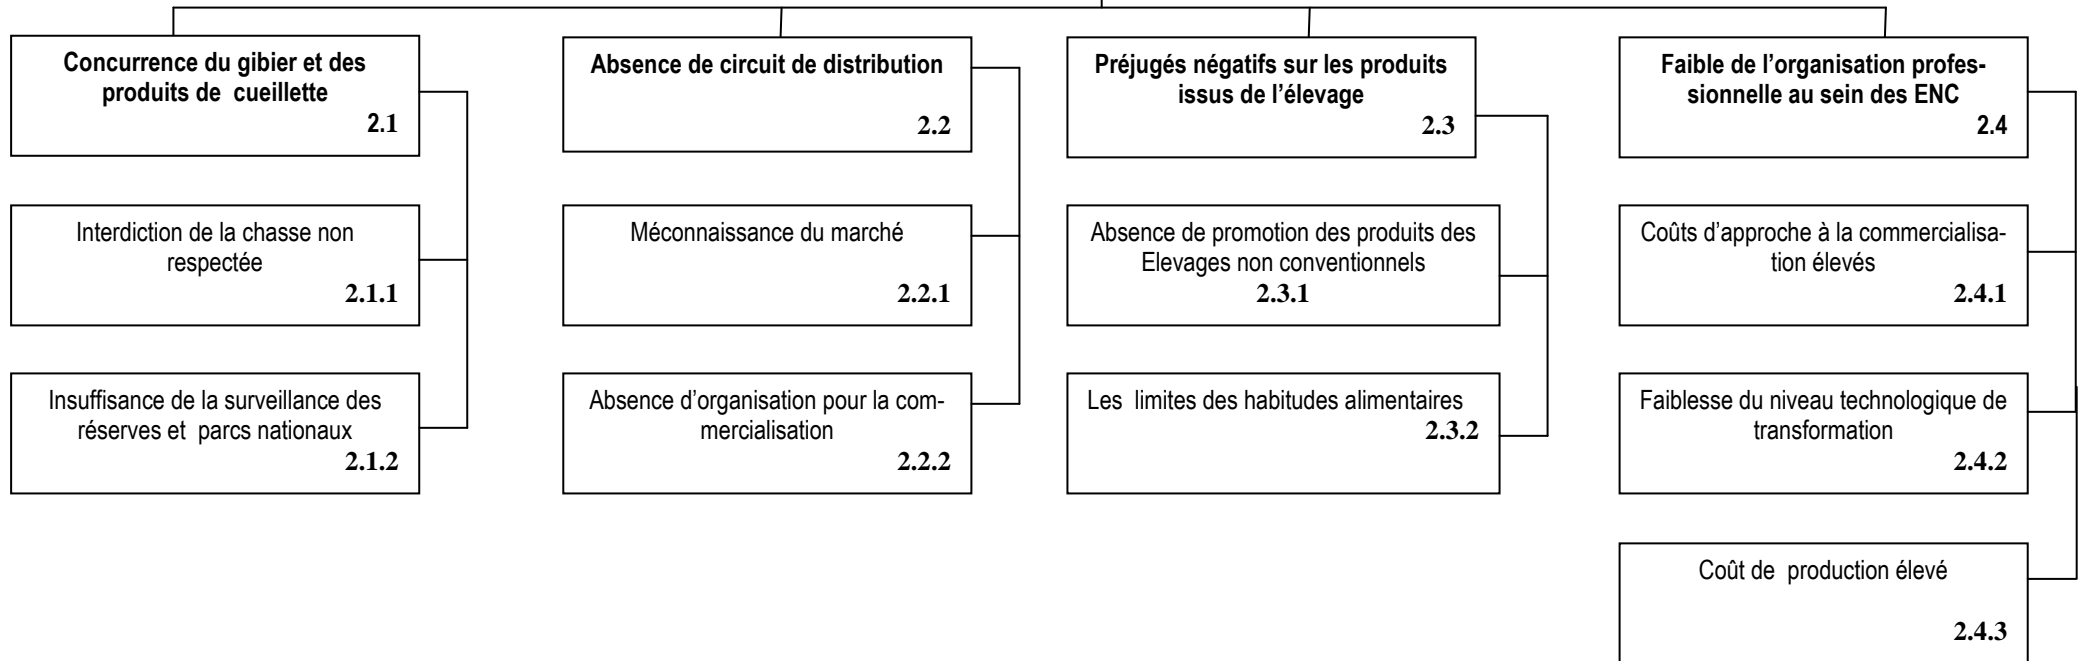 Concurrence du gibier et des
produits de  cueillette
2.1
Interdiction de la chasse non
respectée
2.1.1
Insuffisance de la surveillance des
réserves et  parcs nationaux
2.1.2
Absence de circuit de distribution
2.2
Méconnaissance du marché
2.2.1
Absence d’organisation pour la com-
mercialisation
2.2.2
Préjugés négatifs sur les produits
issus de l’élevage
2.3
Absence de promotion des produits des
Elevages non conventionnels
2.3.1
Les  limites des habitudes alimentaires
2.3.2
Faible de l’organisation profes-
sionnelle au sein des ENC
2.4
Coûts d’approche à la commercialisa-
tion élevés
2.4.1
Faiblesse du niveau technologique de
transformation
2.4.2
Coût de  production élevé
2.4.3